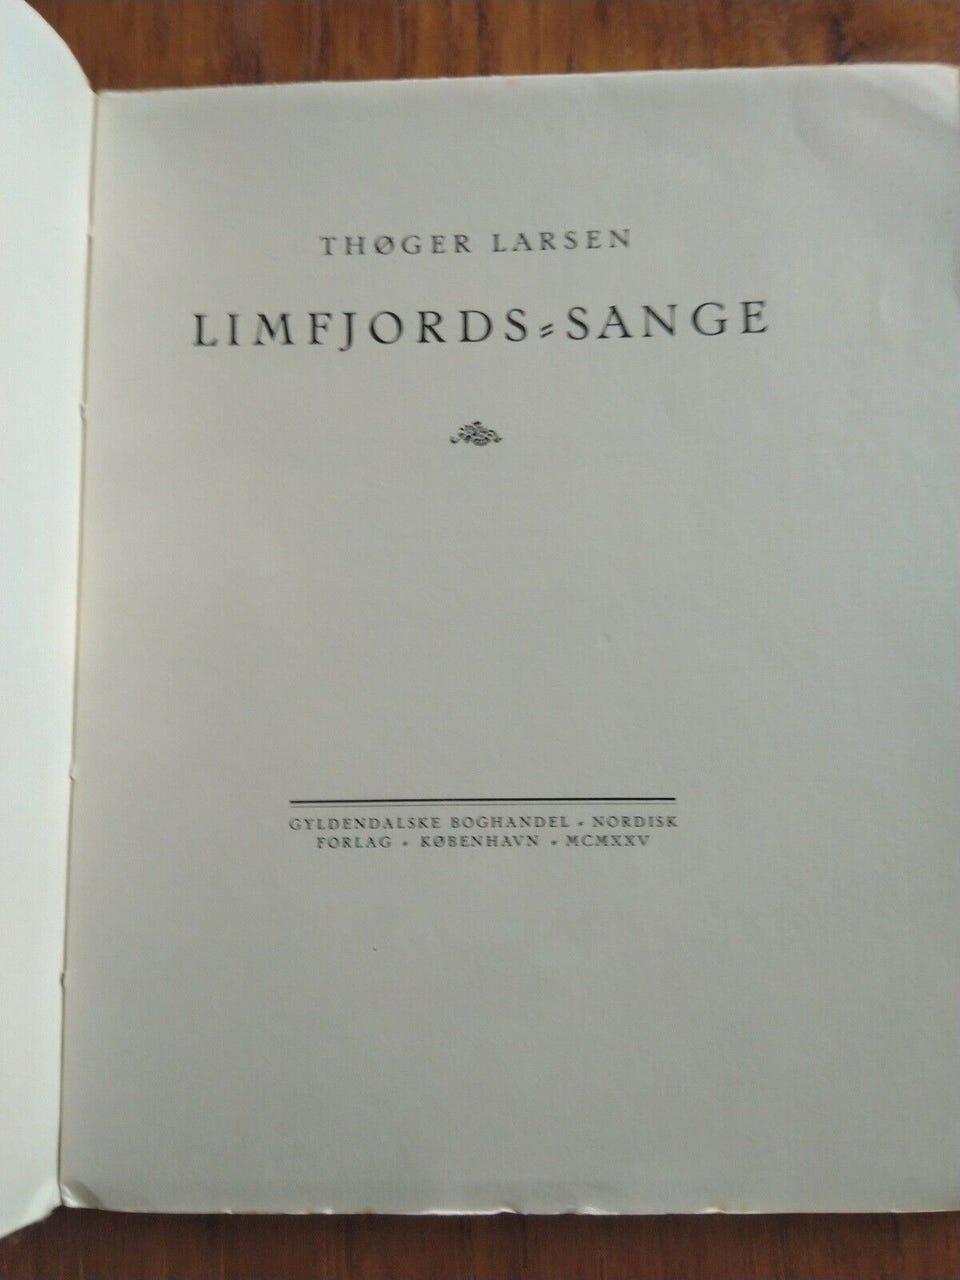 THØGER LARSEN
LIMFJORDS⸗SANGE
GYLDENDALSKE BOGHANDEL • NORDISK
FORLAG • KØBENHAVN • MCMXXV